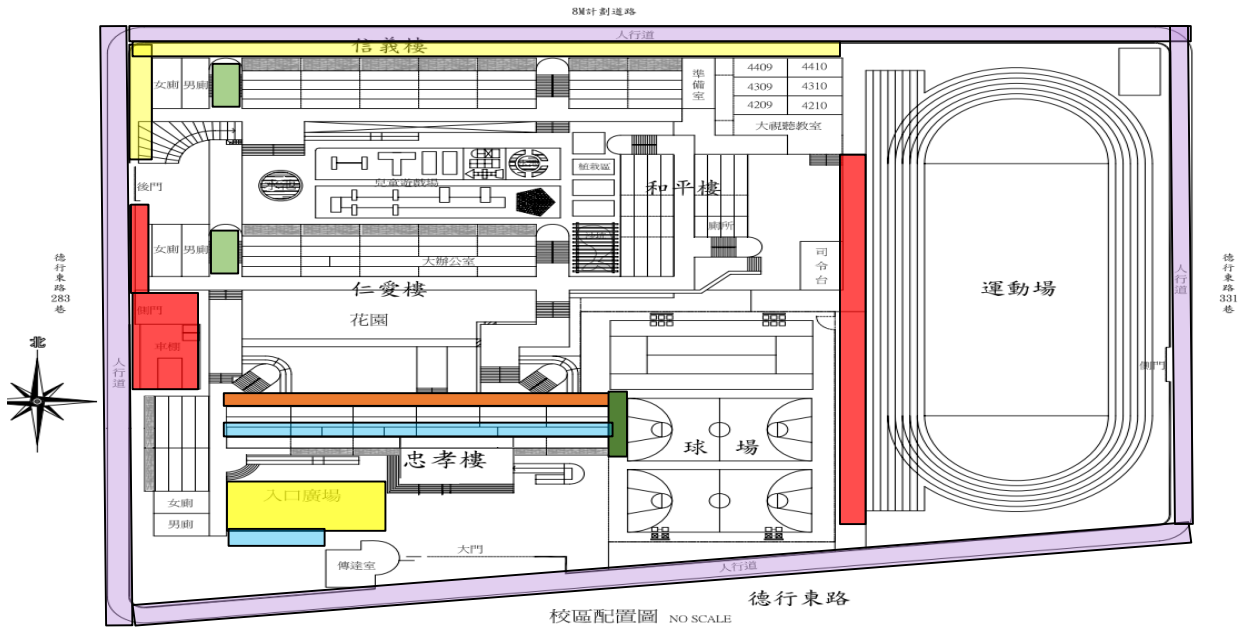 8M計劃道路
人行道
信義樓
女廁
男廁
準備室
4409
4410
4309
4310
4209
4210
大視聽教室
後門
水池
兒童遊戲場
植栽區
和平樓
廁所
女廁
男廁
大辦公室
司令台
德行東路283巷
仁愛樓
花園
側門
車棚
運動場
人行道
德行東路331巷
側門
北
人行道
忠孝樓
球場
入口廣場
女廁
男廁
大門
傳達室
人行道
德行東路
校區配置圖 NO SCALE